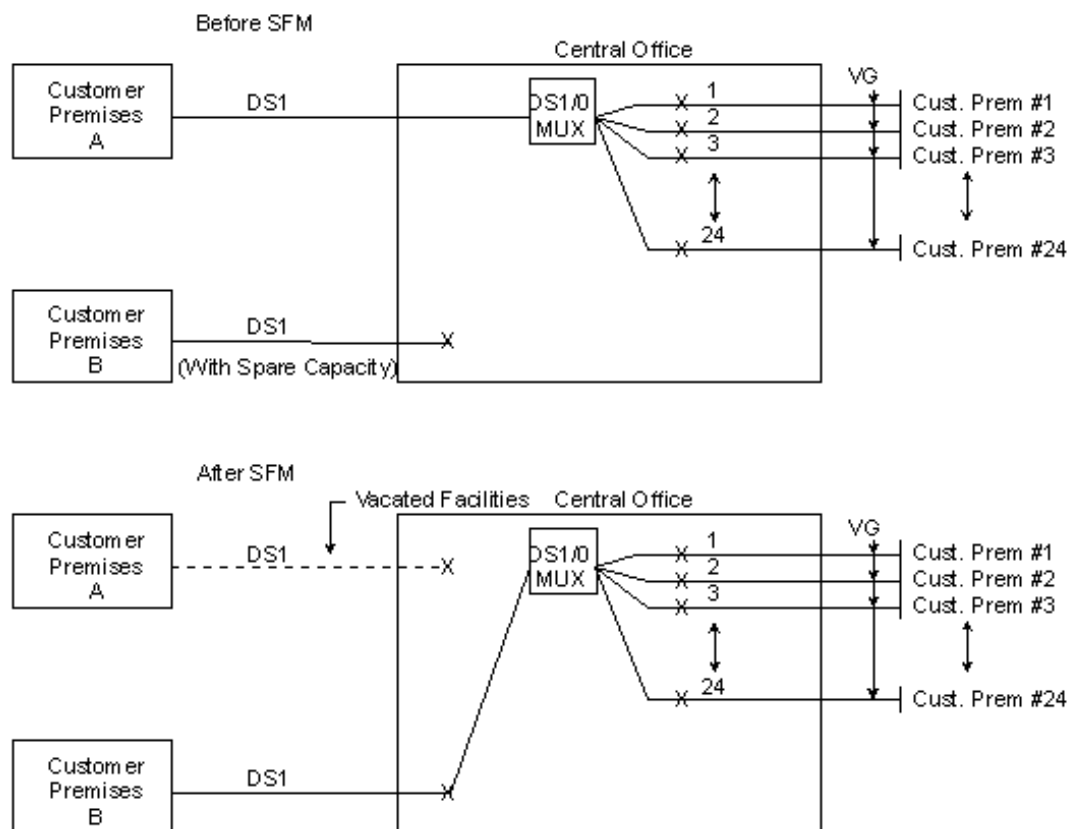 Before SFM
Central Office
Customer
Premises
A
DS1
DS1/0
MUX
1
2
3
24
VG
Cust. Prem #1
Cust. Prem #2
Cust. Prem #3
Cust. Prem #24
X
X
X
X
Customer
Premises
B
DS1
(With Spare Capacity)
X
After SFM
Vacated Facilities
Central Office
Customer
Premises
A
DS1
X
DS1/0
MUX
1
2
3
24
VG
Cust. Prem #1
Cust. Prem #2
Cust. Prem #3
Cust. Prem #24
X
X
X
X
Customer
Premises
B
DS1
X